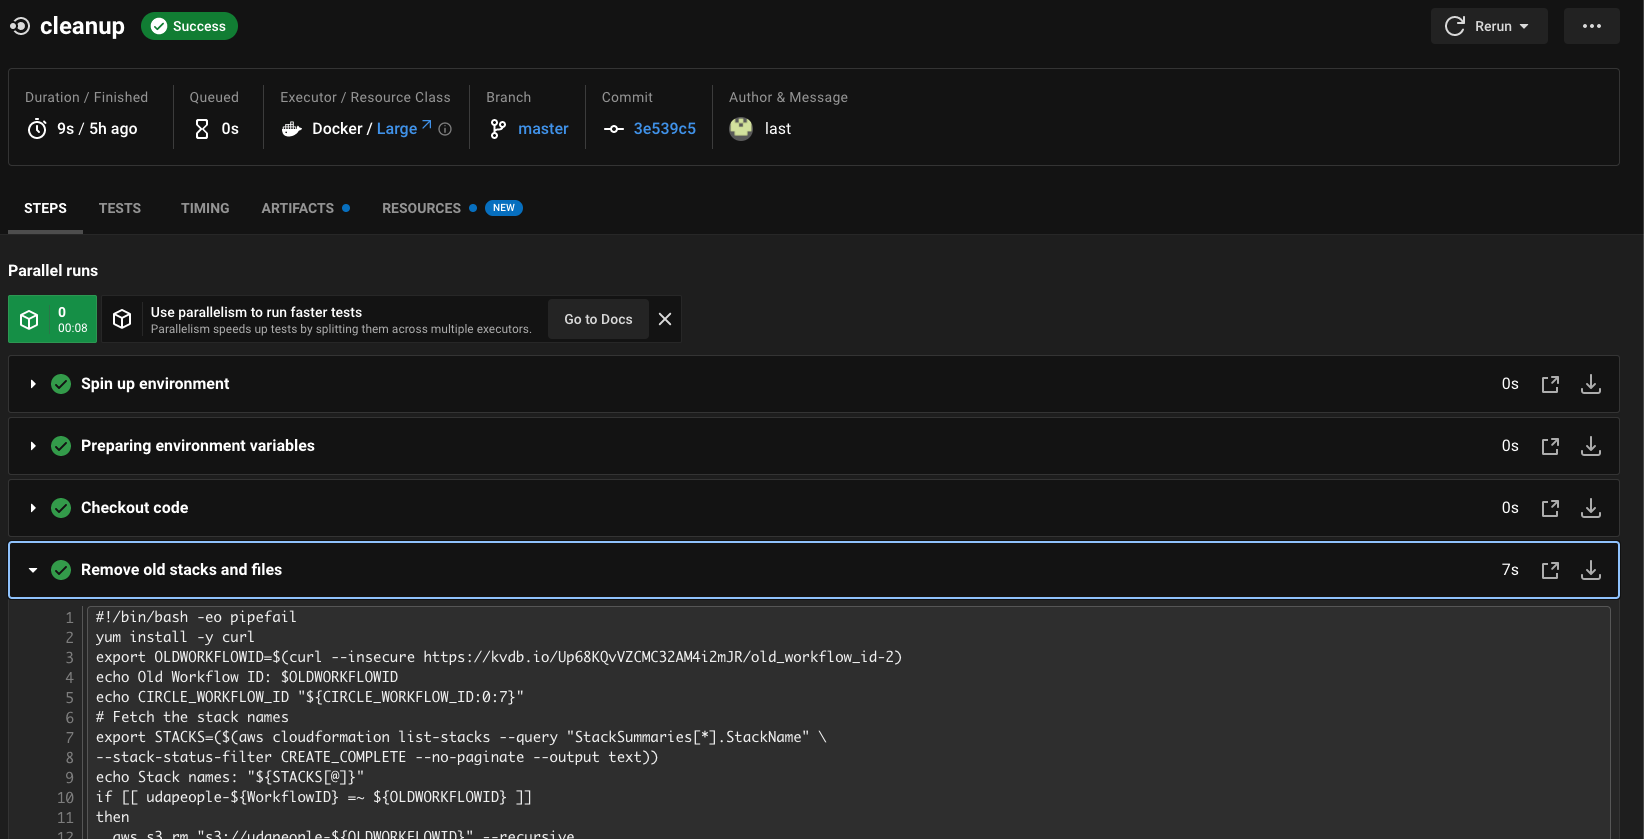 cleanup
Success
Rerun
Duration / Finished
9s / 5h ago
Queued
0s
Executor / Resource Class
Docker / Large
Branch
master
Commit
3e539c5
Author & Message
last
STEPS
TESTS
TIMING
ARTIFACTS
RESOURCES
NEW
Parallel runs
0
00:08
Use parallelism to run faster tests
Parallelism speeds up tests by splitting them across multiple executors.
Go to Docs
Spin up environment
0s
Preparing environment variables
0s
Checkout code
0s
Remove old stacks and files
7s
1 #!/bin/bash -eo pipefail
2 yum install -y curl
3 export OLDWORKFLOWID=$(curl --insecure https://kvdb.io/Up68KQvVZCMC32AM4i2mJR/old_workflow_id-2)
4 echo Old Workflow ID: $OLDWORKFLOWID
5 echo CIRCLE_WORKFLOW_ID "${CIRCLE_WORKFLOW_ID:0:7}"
6 # Fetch the stack names
7 export STACKS=($(aws cloudformation list-stacks --query "StackSummaries[*].StackName" \
8 --stack-status-filter CREATE_COMPLETE --no-paginate --output text))
9 echo Stack names: "${STACKS[@]}"
10 if [[ udapeople-${WorkflowID} =~ ${OLDWORKFLOWID} ]]
11 then
12 aws s3 rm "s3://udapeople-${OLDWORKFLOWID}" --recursive